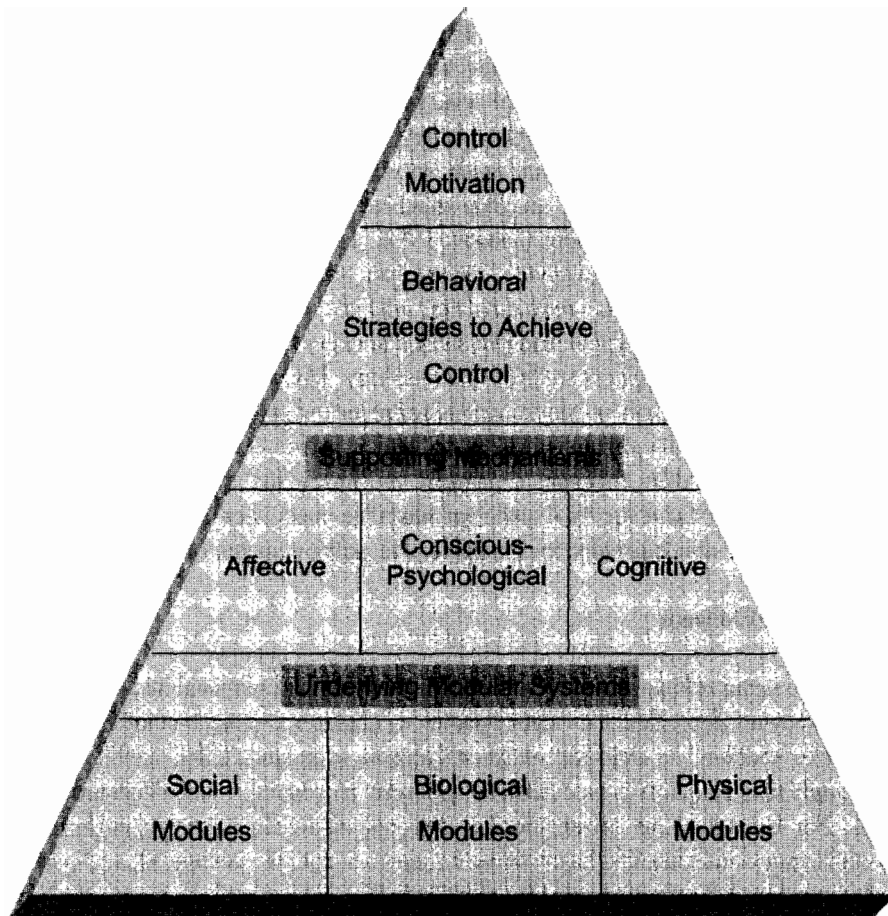 Control
Motivation
Behavioral
Strategies to Achieve
Control
Supporting Mechanisms
Affective
Conscious-
Psychological
Cognitive
Underlying Modular Systems
Social
Modules
Biological
Modules
Physical
Modules